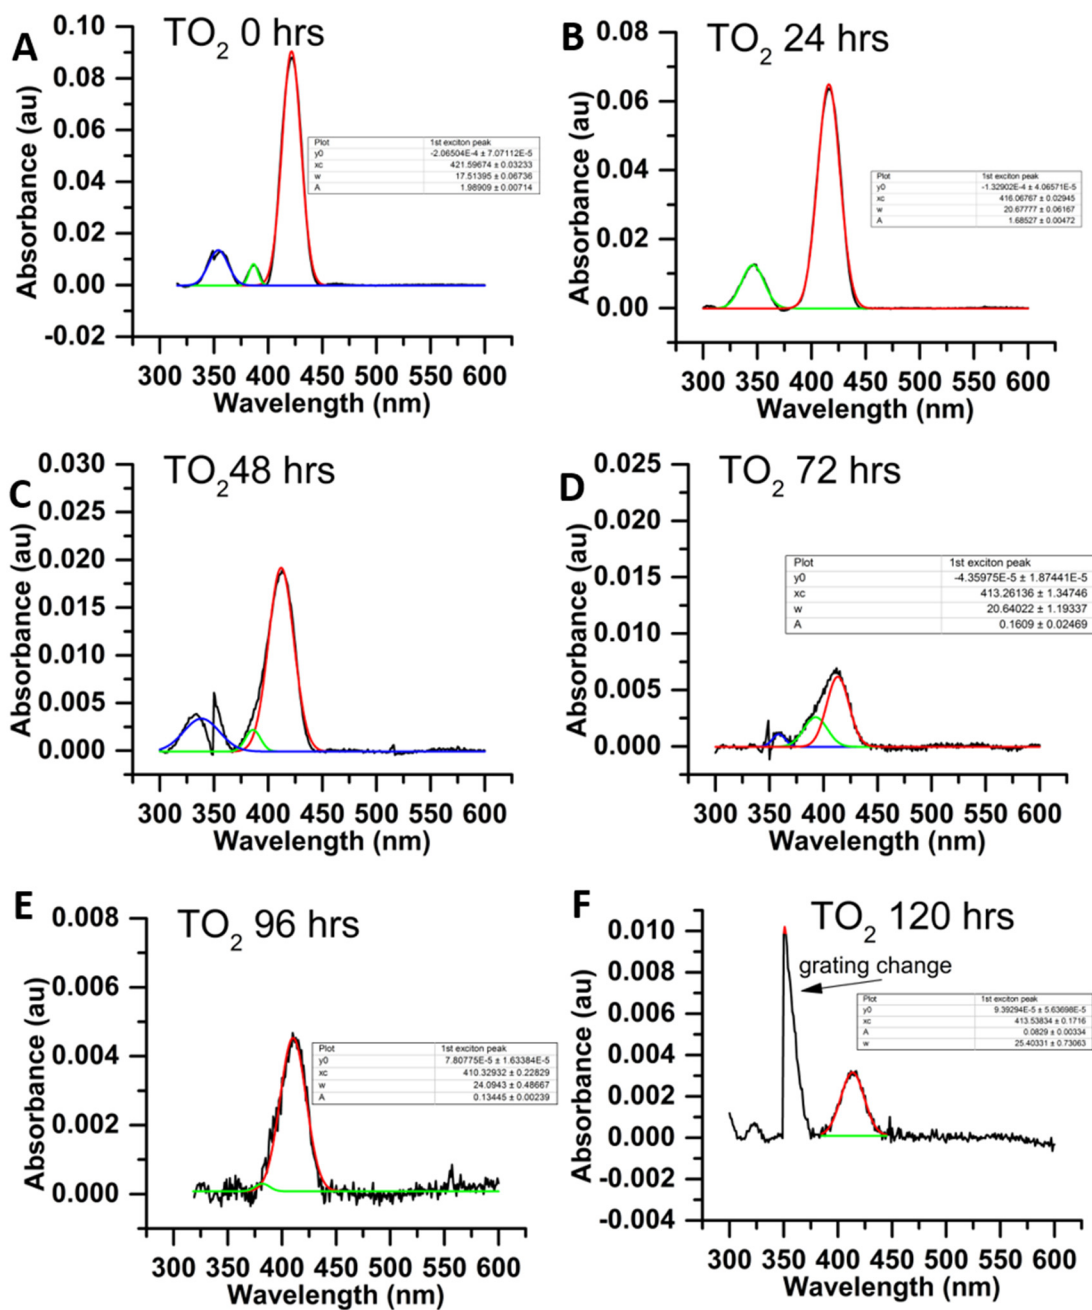 A
TO2 0 hrs
0.10
0.08
0.06
0.04
0.02
0.00
-0.02
Absorbance (au)
Plot 1st exciton peak
y0 -2.06504E-4 ± 7.07112E-5
xc 421.59674 ± 0.03233
w 17.51395 ± 0.06736
A 1.98909 ± 0.00714
300 350 400 450 500 550 600
Wavelength (nm)
B
TO2 24 hrs
0.08
0.06
0.04
0.02
0.00
Absorbance (au)
Plot 1st exciton peak
y0 -1.32902E-4 ± 4.06571E-5
xc 416.06767 ± 0.02945
w 20.67777 ± 0.06167
A 1.68527 ± 0.00472
300 350 400 450 500 550 600
Wavelength (nm)
C
TO2 48 hrs
0.030
0.025
0.020
0.015
0.010
0.005
0.000
Absorbance (au)
300 350 400 450 500 550 600
Wavelength (nm)
D
TO2 72 hrs
0.025
0.020
0.015
0.010
0.005
0.000
Absorbance (au)
Plot 1st exciton peak
y0 -4.35975E-5 ± 1.87441E-5
xc 413.26136 ± 1.34746
w 20.64022 ± 1.19337
A 0.1609 ± 0.02469
300 350 400 450 500 550 600
Wavelength (nm)
E
TO2 96 hrs
0.008
0.006
0.004
0.002
0.000
Absorbance (au)
Plot 1st exciton peak
y0 7.80775E-5 ± 1.63384E-5
xc 410.32932 ± 0.22829
w 24.0943 ± 0.48667
A 0.13445 ± 0.00239
300 350 400 450 500 550 600
Wavelength (nm)
F
TO2 120 hrs
grating change
0.010
0.008
0.006
0.004
0.002
0.000
-0.002
-0.004
Absorbance (au)
Plot 1st exciton peak
y0 9.39294E-5 ± 5.63698E-5
xc 413.53834 ± 0.1716
A 0.0829 ± 0.00334
w 25.40331 ± 0.73063
300 350 400 450 500 550 600
Wavelength (nm)